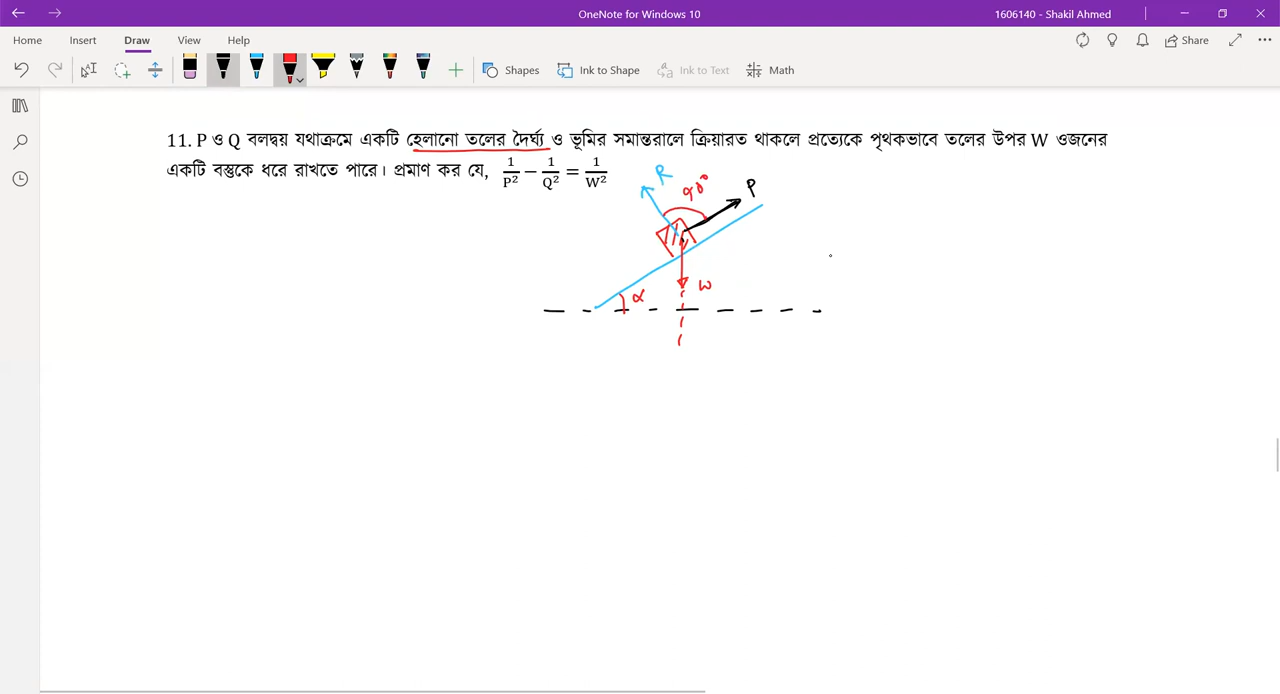 OneNote for Windows 10
1606140 - Shakil Ahmed
Home Insert Draw View Help
Share
Shapes Ink to Shape Ink to Text Math
11. P ও Q বলদ্বয় যথাক্রমে একটি হেলানো তলের দৈর্ঘ্য ও ভূমির সমান্তরালে ক্রিয়ারত থাকলে প্রত্যেকে পৃথকভাবে তলের উপর W ওজনের
একটি বস্তুকে ধরে রাখতে পারে। প্রমাণ কর যে, 1/P² − 1/Q² = 1/W²
R
৯০°
P
W
α